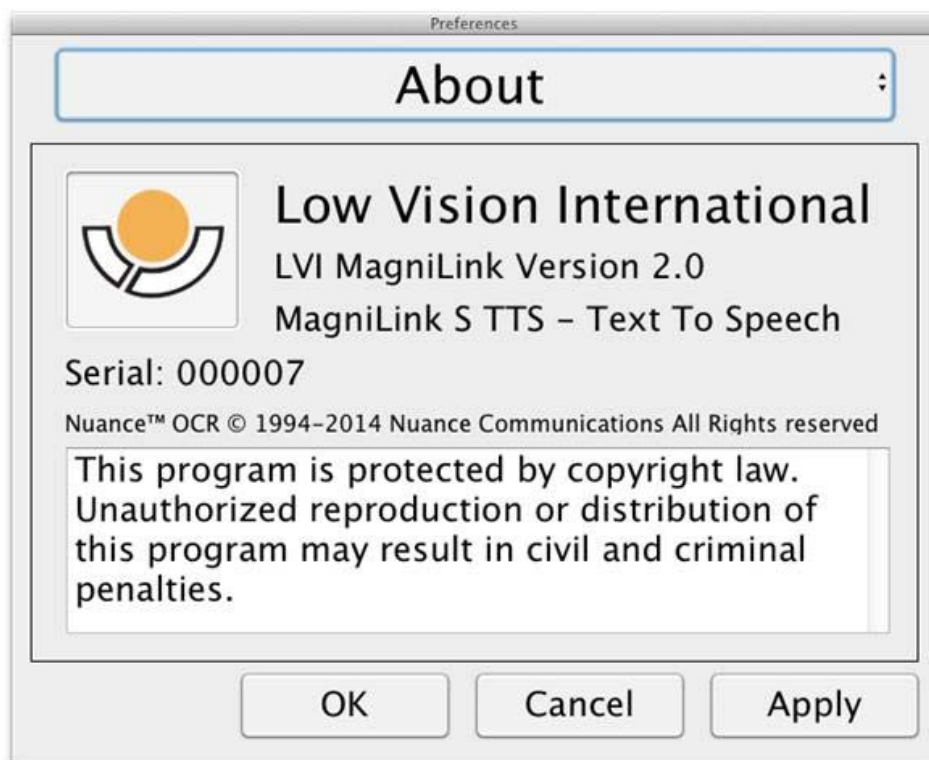 Preferences
About
Low Vision International
LVI MagniLink Version 2.0
MagniLink S TTS – Text To Speech
Serial: 000007
Nuance™ OCR © 1994–2014 Nuance Communications All Rights reserved
This program is protected by copyright law.
Unauthorized reproduction or distribution of
this program may result in civil and criminal
penalties.
OK
Cancel
Apply